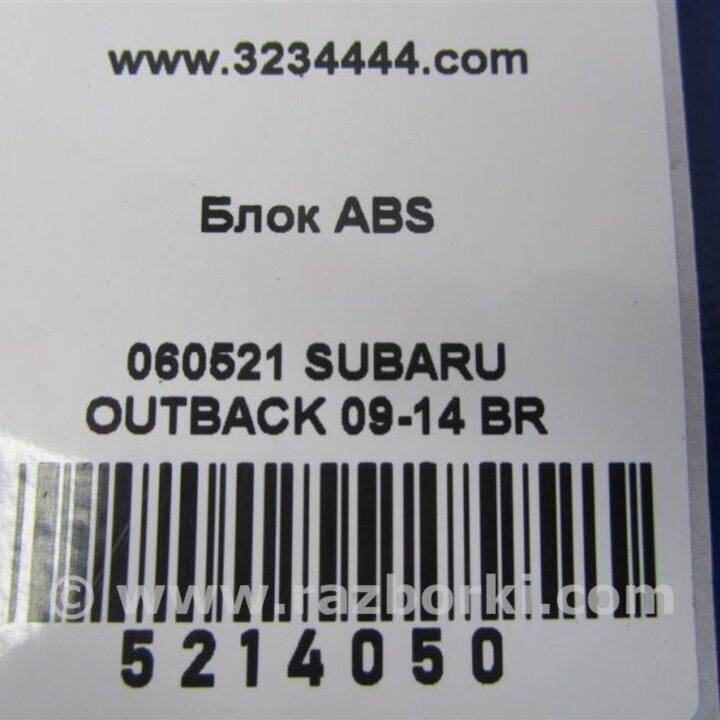 www.3234444.com
Блок ABS
060521 SUBARU
OUTBACK 09-14 BR
© www.razborki.com
5214050